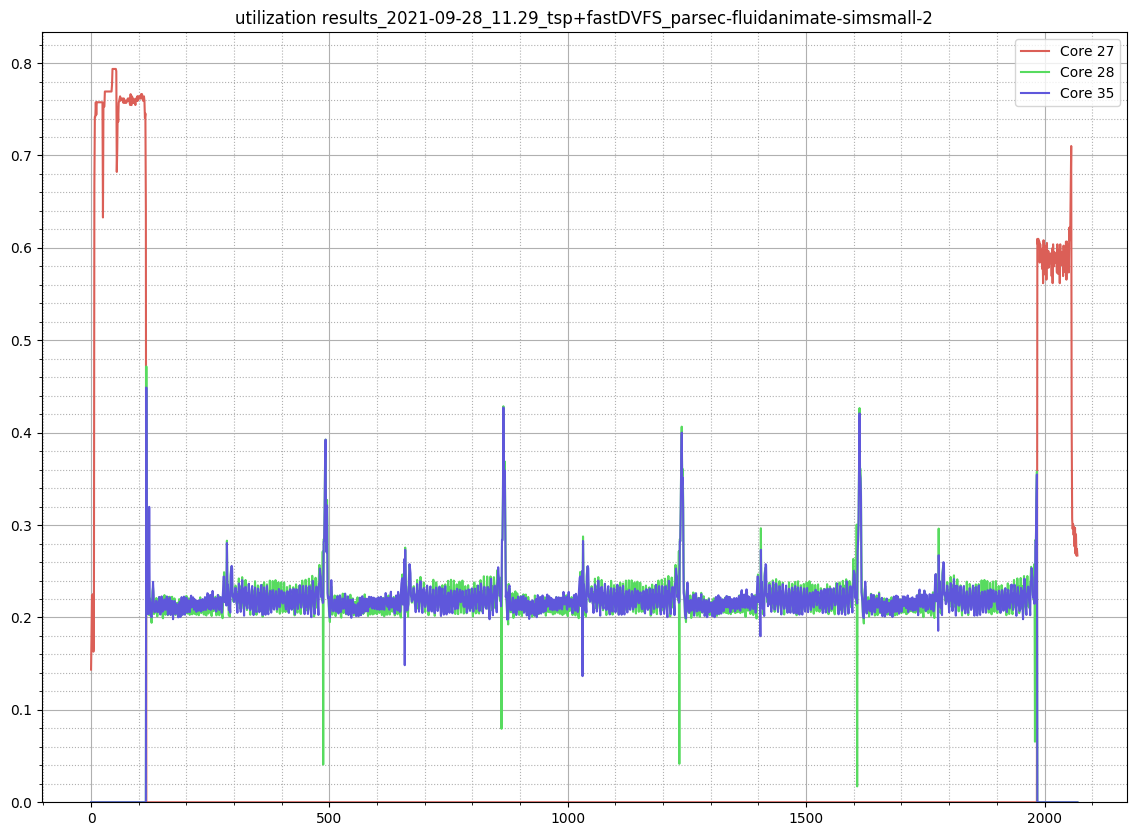 utilization results_2021-09-28_11.29_tsp+fastDVFS_parsec-fluidanimate-simsmall-2
Core 27
Core 28
Core 35
0.8
0.7
0.6
0.5
0.4
0.3
0.2
0.1
0.0
0 500 1000 1500 2000